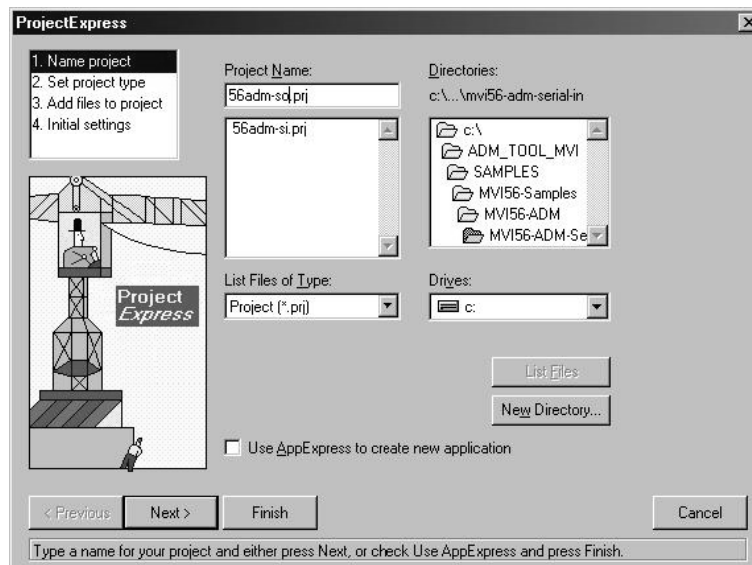 ProjectExpress
1. Name project
2. Set project type
3. Add files to project
4. Initial settings
Project
Express
Project Name:
56adm-so.prj
56adm-si.prj
List Files of Type:
Project (*.prj)
Directories:
c:\...\mvi56-adm-serial-in
c:\
ADM_TOOL_MVI
SAMPLES
MVI56-Samples
MVI56-ADM
MVI56-ADM-Se
Drives:
c:
List Files
New Directory...
Use AppExpress to create new application
< Previous
Next >
Finish
Cancel
Type a name for your project and either press Next, or check Use AppExpress and press Finish.